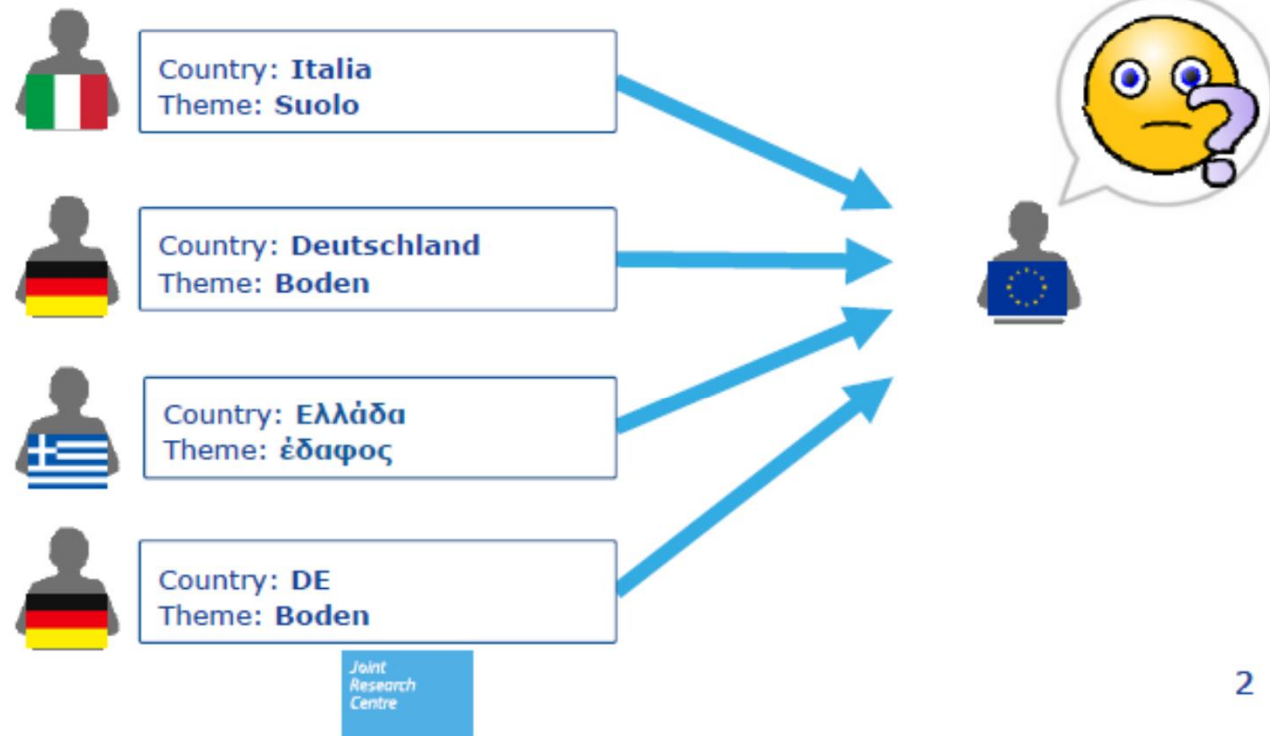 Country: Italia
Theme: Suolo
Country: Deutschland
Theme: Boden
Country: Ελλάδα
Theme: έδαφος
Country: DE
Theme: Boden
Joint
Research
Centre
2